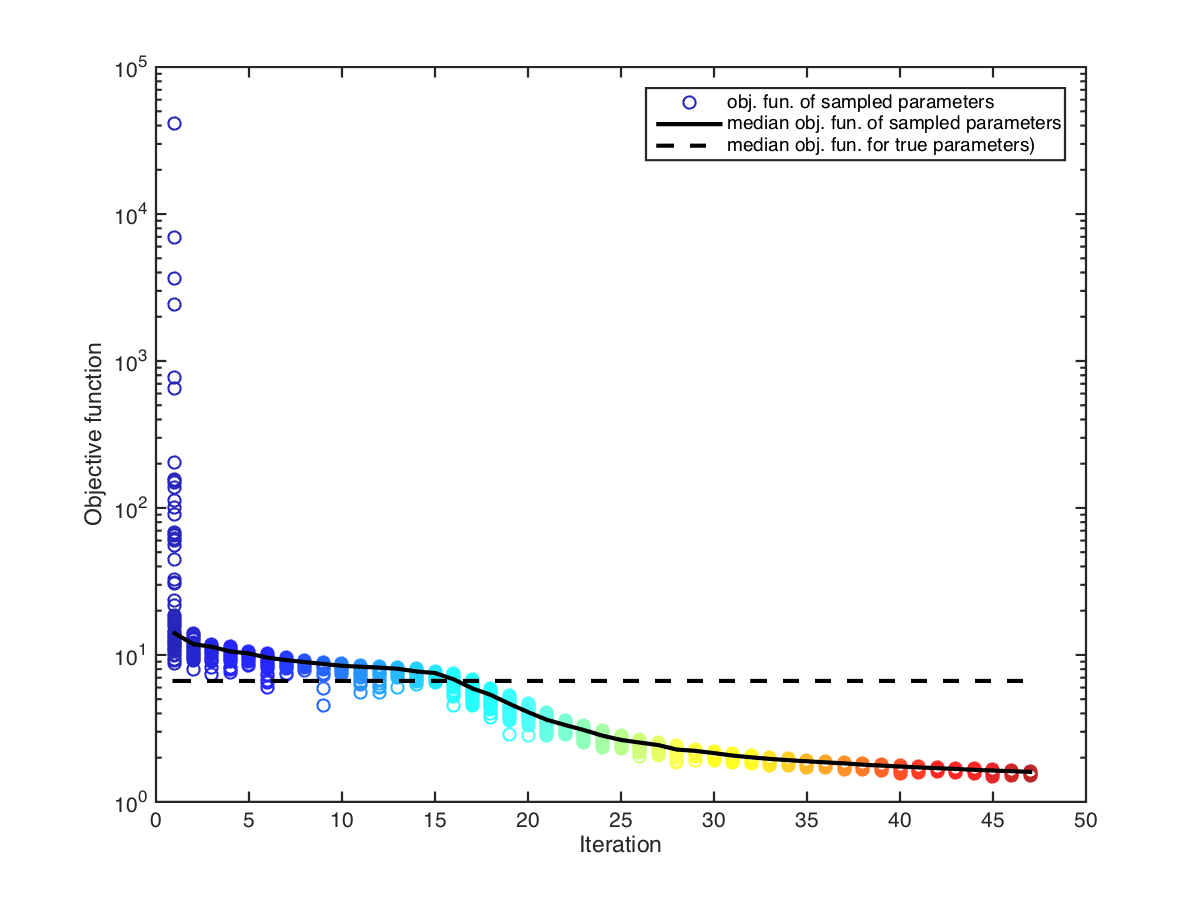 10^5
10^4
10^3
10^2
10^1
10^0
Objective function
obj. fun. of sampled parameters
median obj. fun. of sampled parameters
median obj. fun. for true parameters)
0 5 10 15 20 25 30 35 40 45 50
Iteration